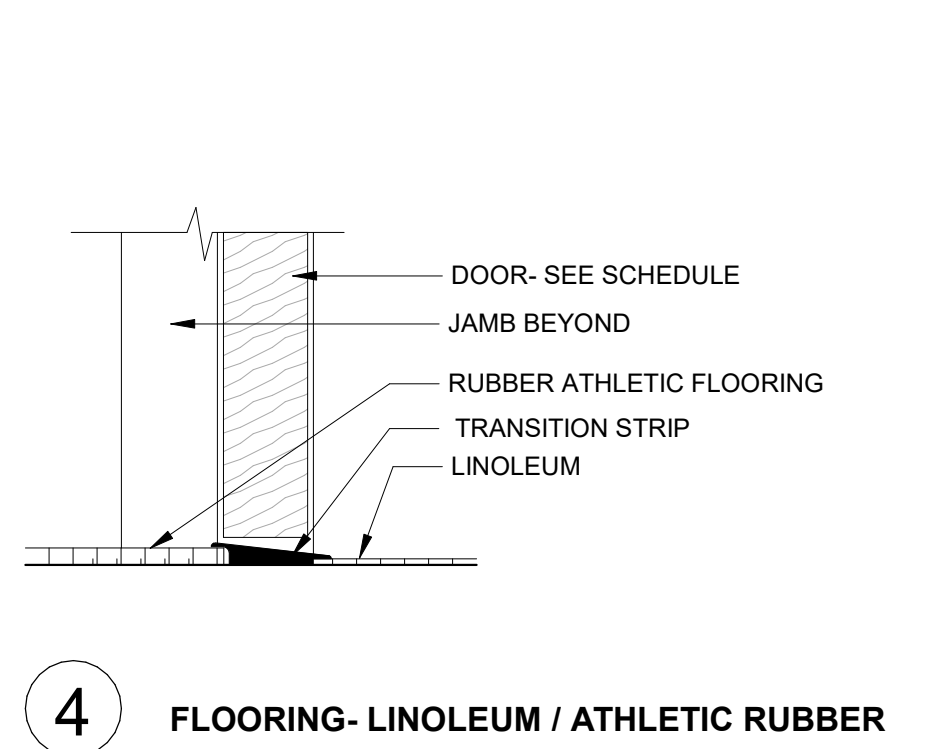 DOOR- SEE SCHEDULE
JAMB BEYOND
RUBBER ATHLETIC FLOORING
TRANSITION STRIP
LINOLEUM
4
FLOORING- LINOLEUM / ATHLETIC RUBBER